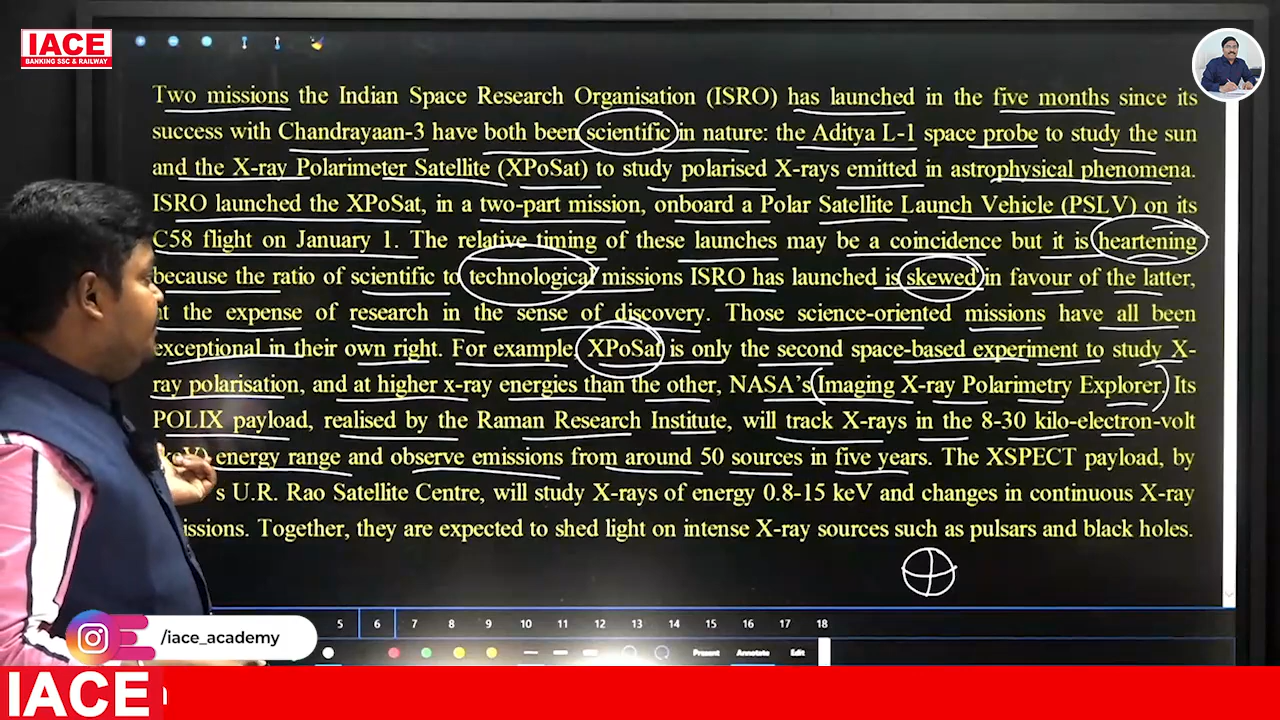 IACE
BANKING SSC & RAILWAY
Two missions the Indian Space Research Organisation (ISRO) has launched in the five months since its
success with Chandrayaan-3 have both been scientific in nature: the Aditya L-1 space probe to study the sun
and the X-ray Polarimeter Satellite (XPoSat) to study polarised X-rays emitted in astrophysical phenomena.
ISRO launched the XPoSat, in a two-part mission, onboard a Polar Satellite Launch Vehicle (PSLV) on its
C58 flight on January 1. The relative timing of these launches may be a coincidence but it is heartening
because the ratio of scientific to technological missions ISRO has launched is skewed in favour of the latter,
at the expense of research in the sense of discovery. Those science-oriented missions have all been
exceptional in their own right. For example, XPoSat is only the second space-based experiment to study X-
ray polarisation, and at higher x-ray energies than the other, NASA's Imaging X-ray Polarimetry Explorer. Its
POLIX payload, realised by the Raman Research Institute, will track X-rays in the 8-30 kilo-electron-volt
(keV) energy range and observe emissions from around 50 sources in five years. The XSPECT payload, by
's U.R. Rao Satellite Centre, will study X-rays of energy 0.8-15 keV and changes in continuous X-ray
issions. Together, they are expected to shed light on intense X-ray sources such as pulsars and black holes.
5 6 7 8 9 10 11 12 13 14 15 16 17 18
Present Annotate Edit
/iace_academy
IACE